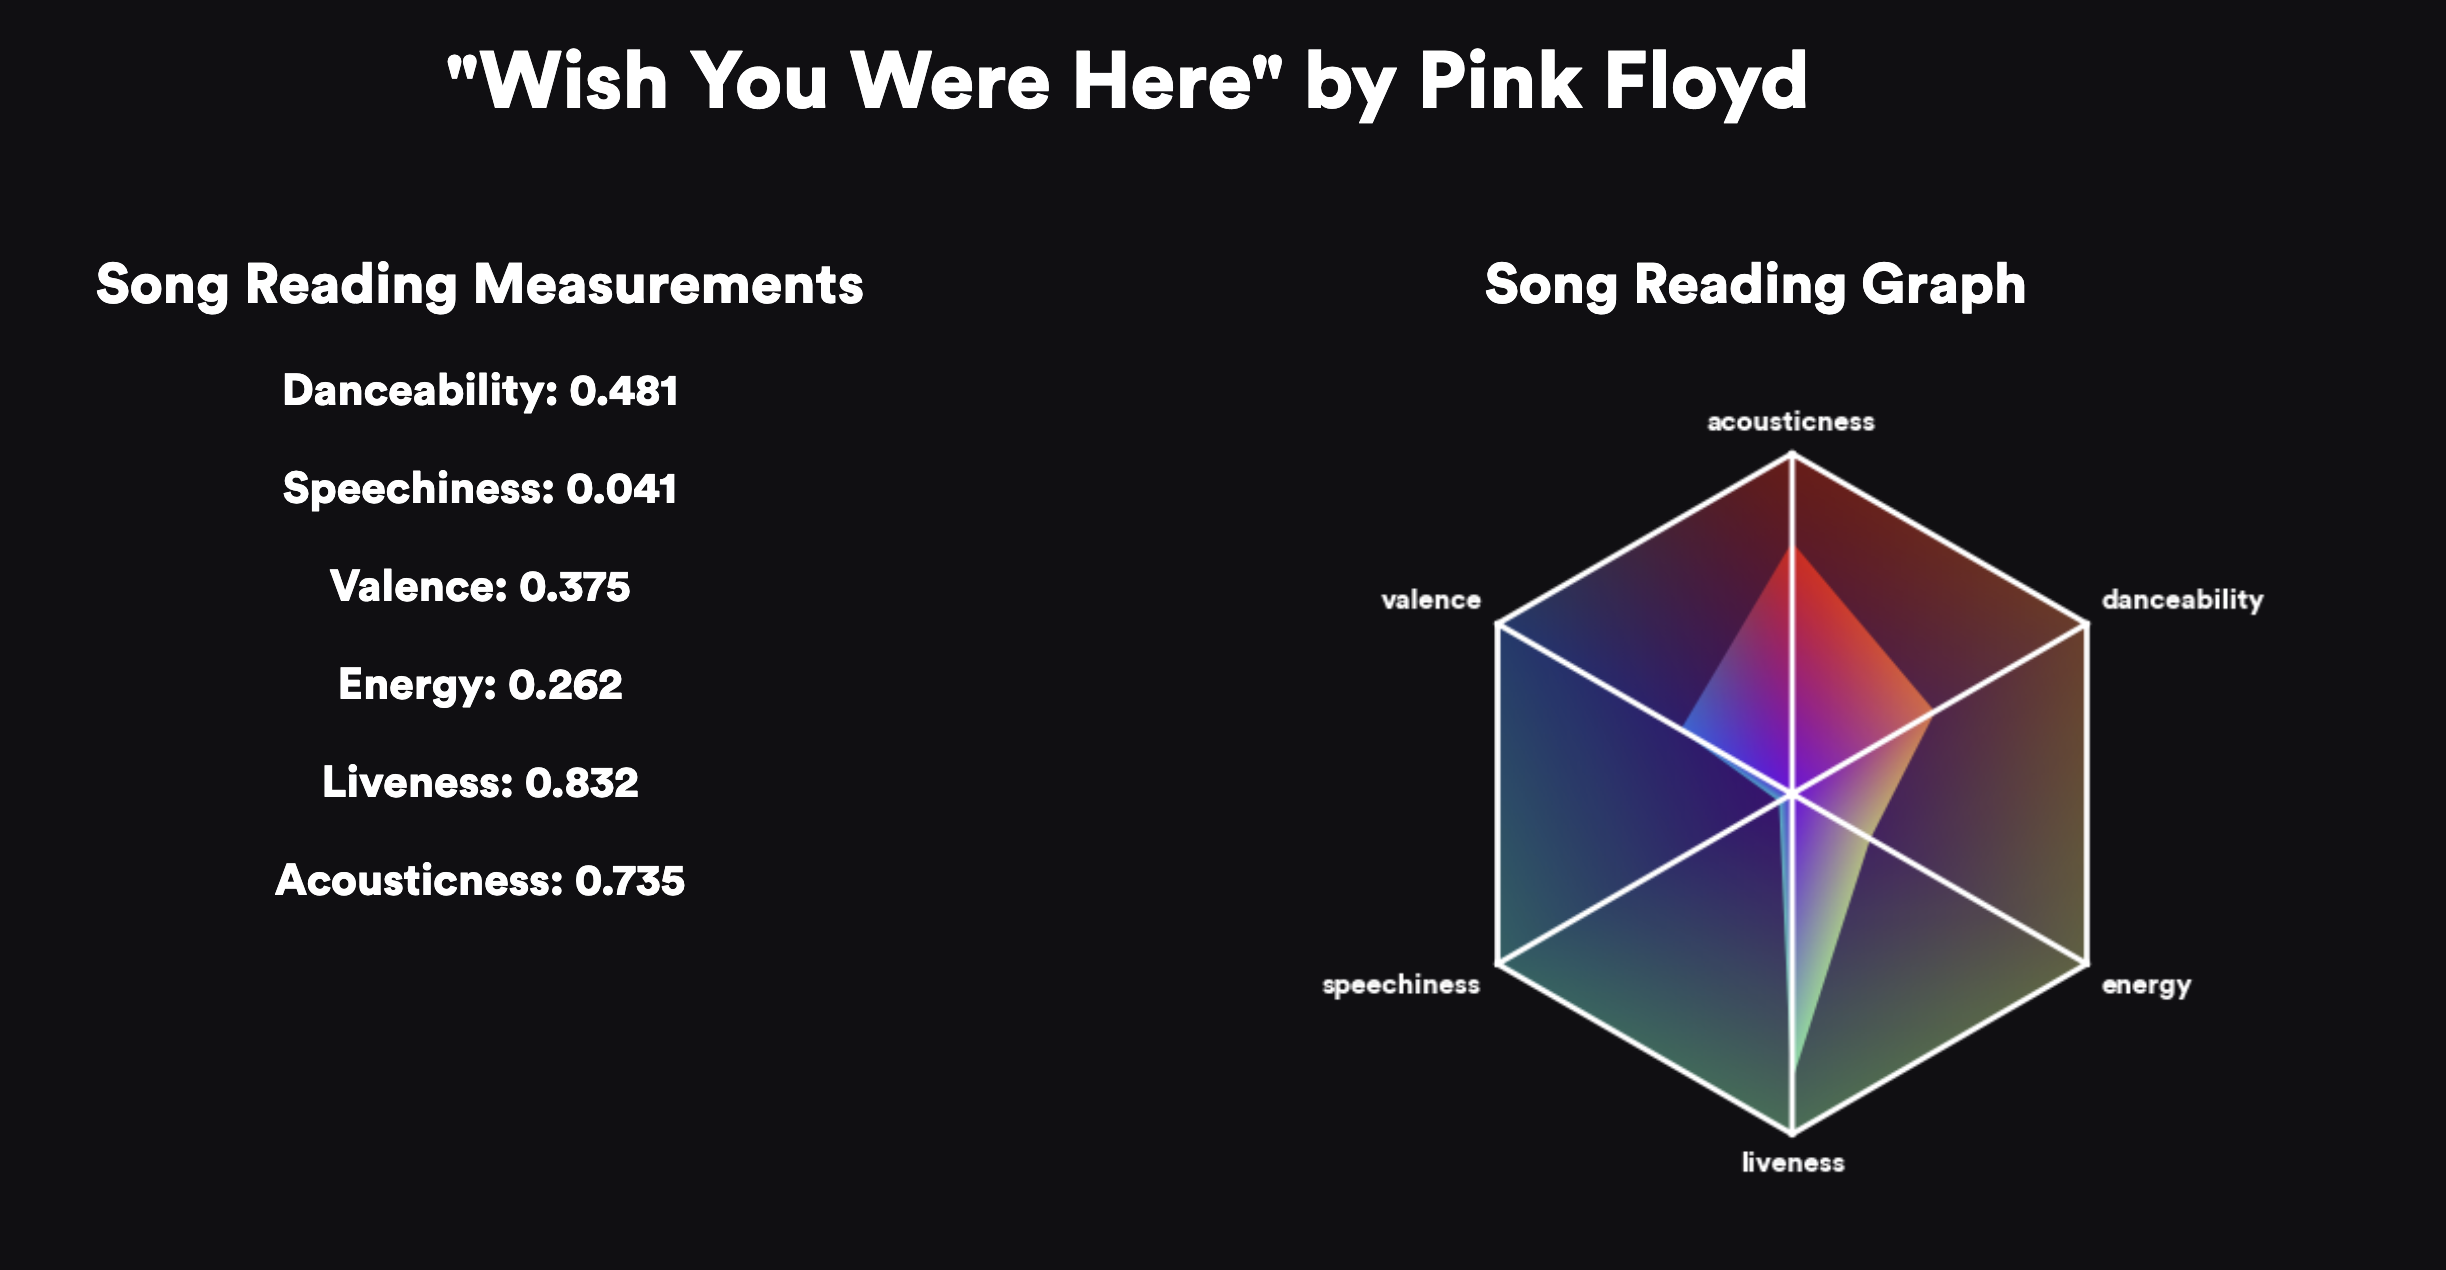 "Wish You Were Here" by Pink Floyd
Song Reading Measurements
Danceability: 0.481
Speechiness: 0.041
Valence: 0.375
Energy: 0.262
Liveness: 0.832
Acousticness: 0.735
Song Reading Graph
acousticness
valence
danceability
speechiness
energy
liveness